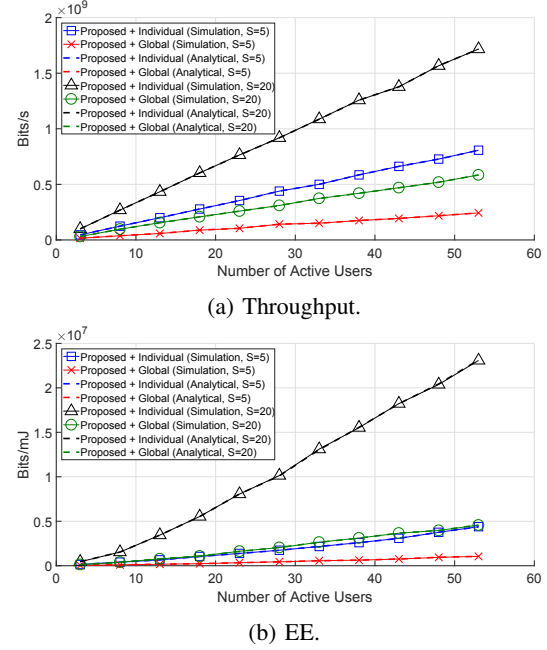 ×10^9
2
1.5
1
0.5
0
Bits/s
Proposed + Individual (Simulation, S=5)
Proposed + Global (Simulation, S=5)
Proposed + Individual (Analytical, S=5)
Proposed + Global (Analytical, S=5)
Proposed + Individual (Simulation, S=20)
Proposed + Global (Simulation, S=20)
Proposed + Individual (Analytical, S=20)
Proposed + Global (Analytical, S=20)
0 10 20 30 40 50 60
Number of Active Users
(a) Throughput.
×10^7
2.5
2
1.5
1
0.5
0
Bits/mJ
Proposed + Individual (Simulation, S=5)
Proposed + Global (Simulation, S=5)
Proposed + Individual (Analytical, S=5)
Proposed + Global (Analytical, S=5)
Proposed + Individual (Simulation, S=20)
Proposed + Global (Simulation, S=20)
Proposed + Individual (Analytical, S=20)
Proposed + Global (Analytical, S=20)
0 10 20 30 40 50 60
Number of Active Users
(b) EE.